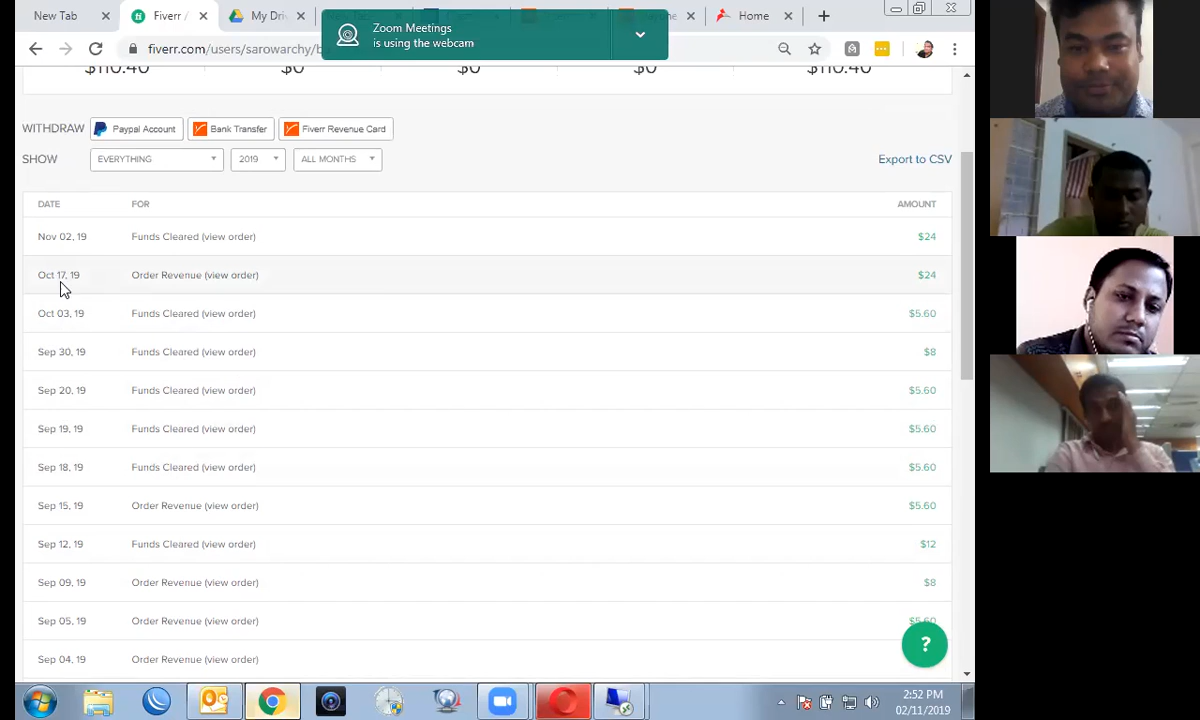 New Tab
Fiverr /
My Dri
Home
Zoom Meetings
is using the webcam
fiverr.com/users/sarowarchy/b
$110.40 $0 $0 $0 $110.40
WITHDRAW Paypal Account Bank Transfer Fiverr Revenue Card
SHOW EVERYTHING 2019 ALL MONTHS Export to CSV
DATE FOR AMOUNT
Nov 02, 19 Funds Cleared (view order) $24
Oct 17, 19 Order Revenue (view order) $24
Oct 03, 19 Funds Cleared (view order) $5.60
Sep 30, 19 Funds Cleared (view order) $8
Sep 20, 19 Funds Cleared (view order) $5.60
Sep 19, 19 Funds Cleared (view order) $5.60
Sep 18, 19 Funds Cleared (view order) $5.60
Sep 15, 19 Order Revenue (view order) $5.60
Sep 12, 19 Funds Cleared (view order) $12
Sep 09, 19 Order Revenue (view order) $8
Sep 05, 19 Order Revenue (view order) $5.60
Sep 04, 19 Order Revenue (view order)
?
2:52 PM
02/11/2019